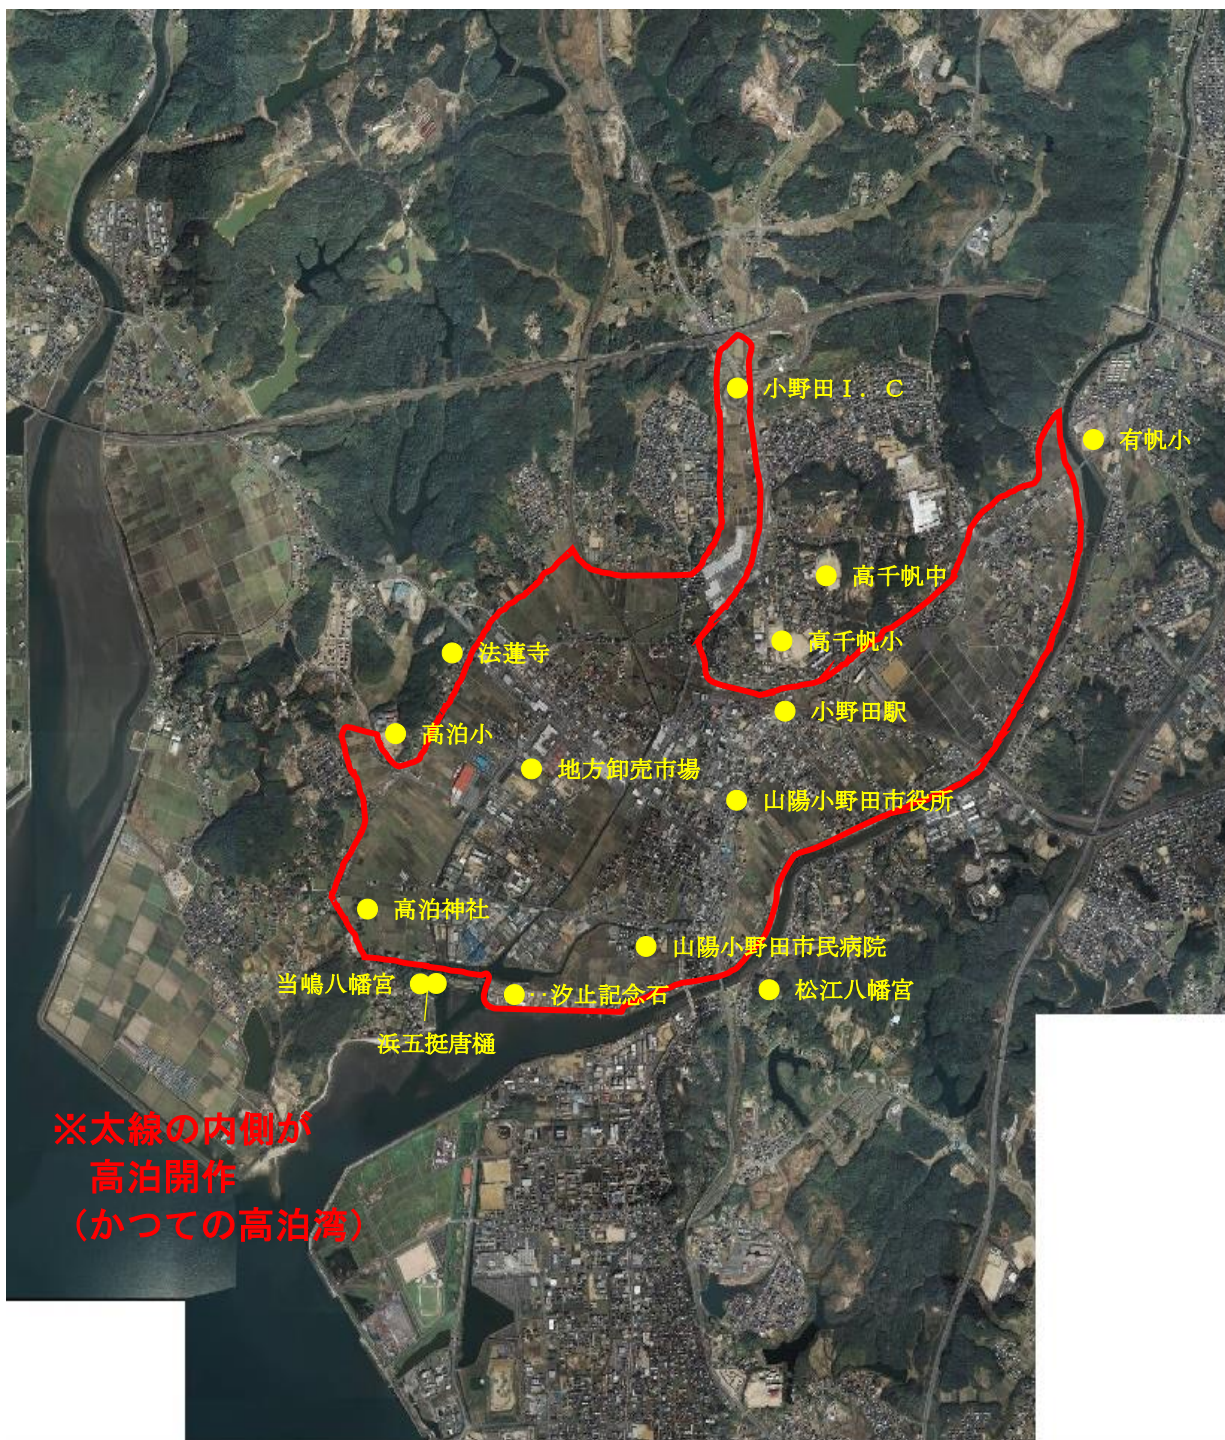 小野田Ｉ．Ｃ
有帆小
高千帆中
高千帆小
法蓮寺
小野田駅
高泊小
地方卸売市場
山陽小野田市役所
高泊神社
山陽小野田市民病院
当嶋八幡宮
‥汐止記念石
松江八幡宮
浜五挺唐樋
※太線の内側が
高泊開作
（かつての高泊湾）